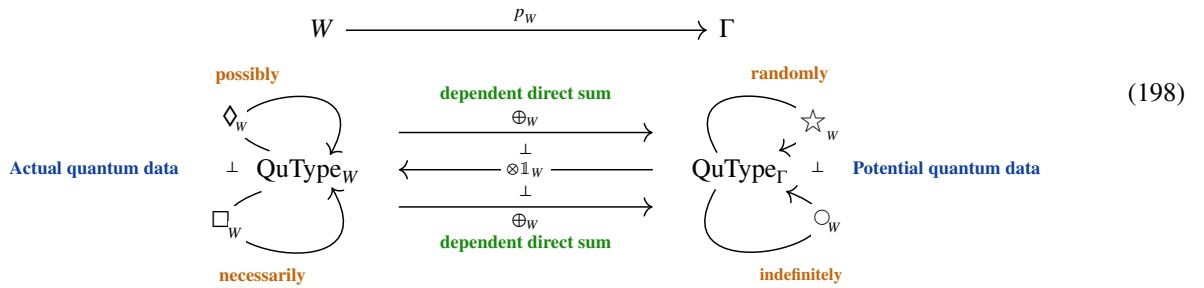 p_W
W ⟶ Γ
possibly
randomly
(198)
dependent direct sum
◇_W
⊕_W
☆_W
⊥
Actual quantum data ⊥ QuType_W ⊗𝟙_W QuType_Γ ⊥ Potential quantum data
⊥
□_W
⊕_W
○_W
dependent direct sum
necessarily
indefinitely